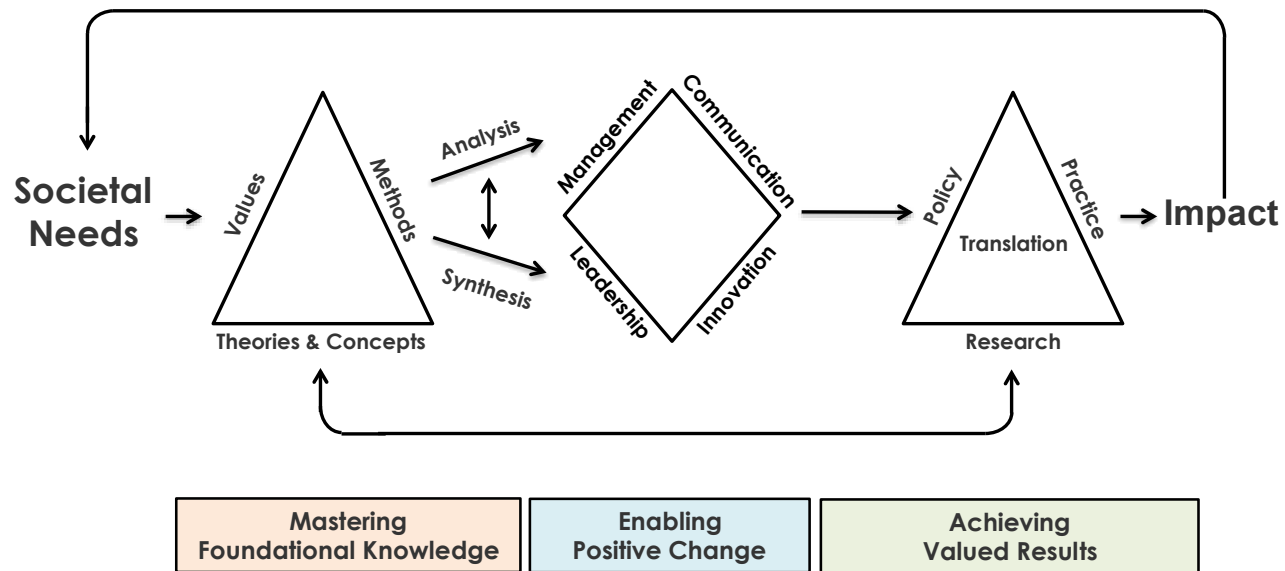 Societal
Needs
Values
Methods
Theories & Concepts
Analysis
Synthesis
Management
Communication
Leadership
Innovation
Policy
Practice
Translation
Research
Impact
Mastering
Foundational Knowledge
Enabling
Positive Change
Achieving
Valued Results